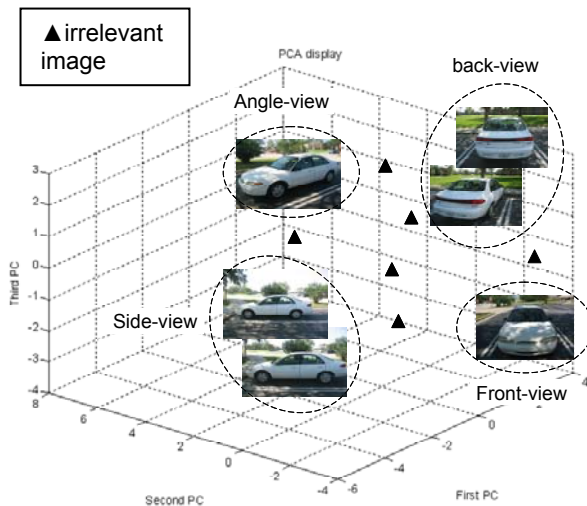 ▲irrelevant
image
PCA display
back-view
Angle-view
3
2
1
0
-1
-2
-3
-4
Third PC
Side-view
Front-view
8
6
4
2
0
-2
-4
Second PC
-6
-4
-2
0
4
First PC